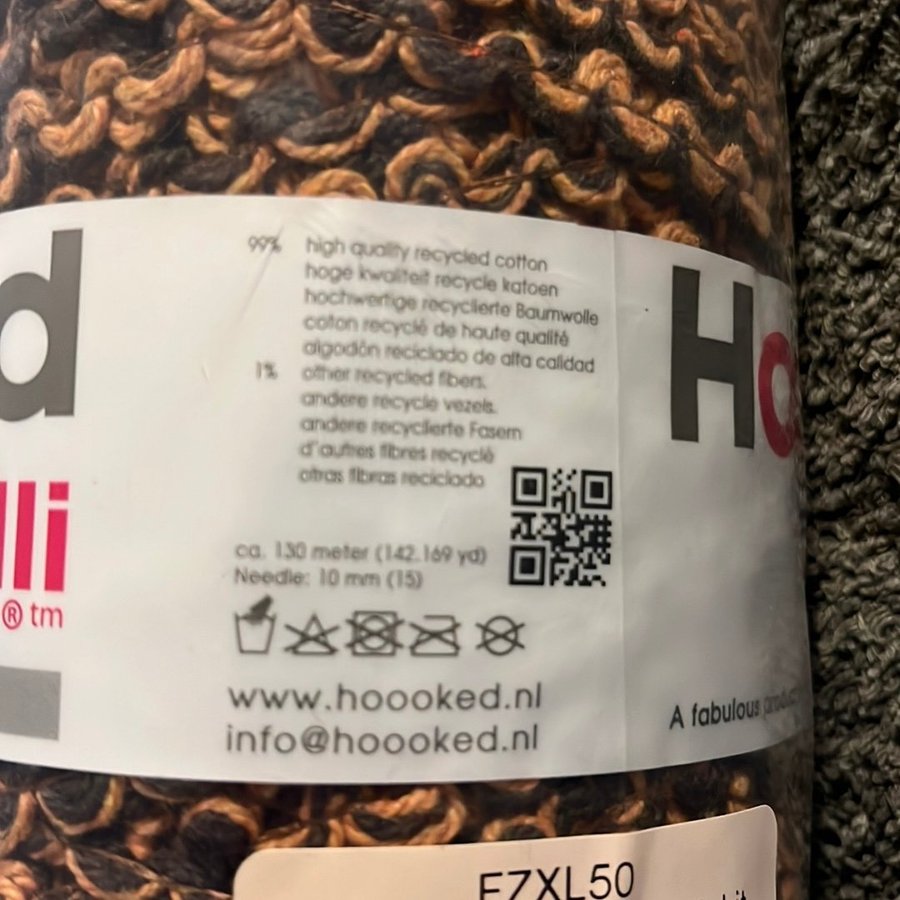 d
lli
® tm
99% high quality recycled cotton
hoge kwaliteit recycle katoen
hochwertige recyclierte Baumwolle
coton recyclé de haute qualité
algodón reciclado de alta calidad
1% other recycled fibers.
andere recycle vezels.
andere recyclierte Fasern
d'autres fibres recyclé
otras fibras reciclado
ca. 130 meter (142.169 yd)
Needle: 10 mm (15)
www.hoooked.nl
info@hoooked.nl
Ho
A fabulous product
EZXL50